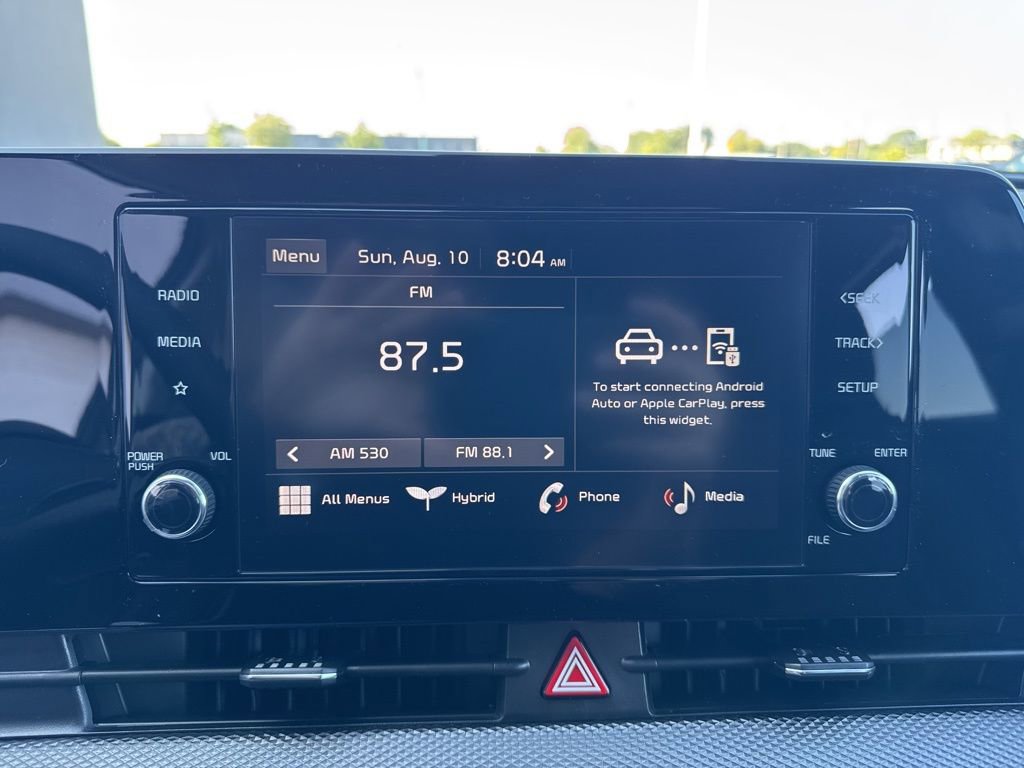 Menu
Sun, Aug. 10
8:04 AM
RADIO
MEDIA
POWER
PUSH
VOL
FM
87.5
AM 530
FM 88.1
To start connecting Android
Auto or Apple CarPlay, press
this widget.
All Menus
Hybrid
Phone
Media
<SEEK
TRACK>
SETUP
TUNE
ENTER
FILE